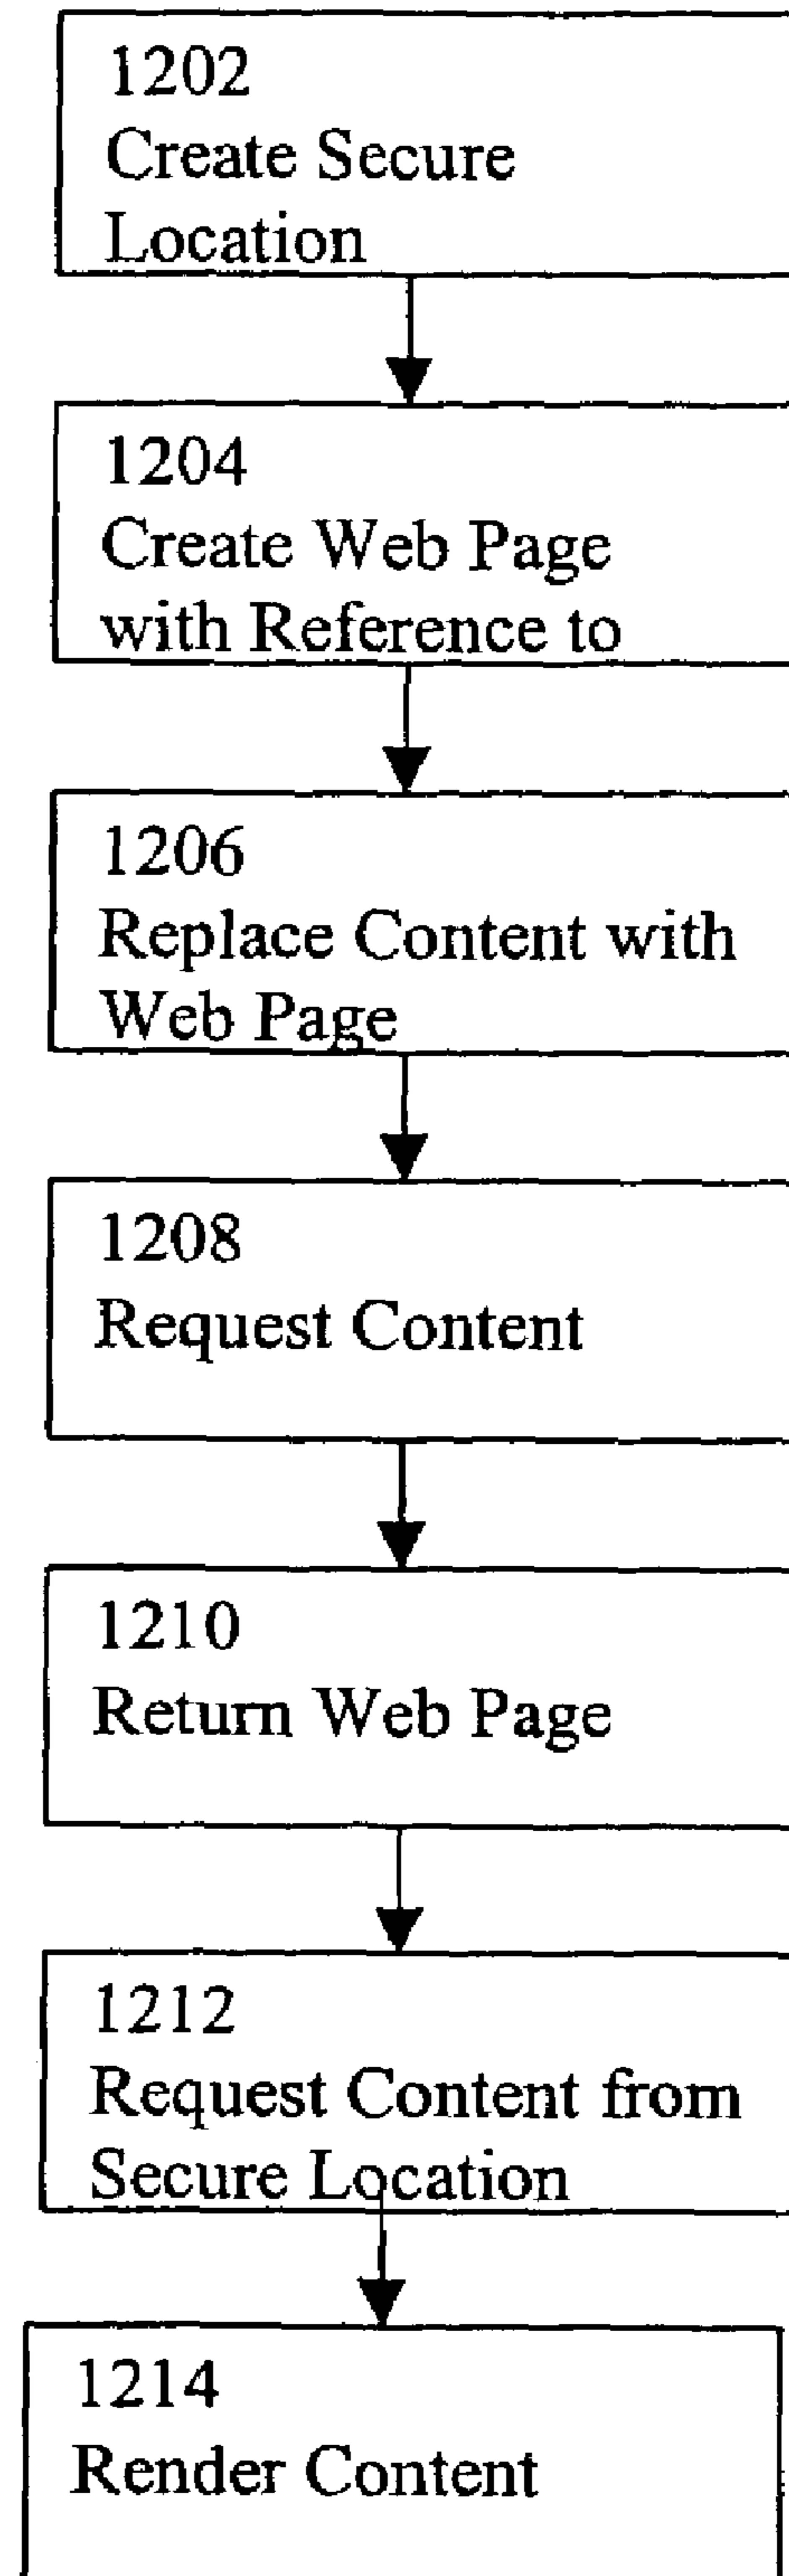 1202
Create Secure
Location
1204
Create Web Page
with Reference to
1206
Replace Content with
Web Page
1208
Request Content
1210
Return Web Page
1212
Request Content from
Secure Location
1214
Render Content